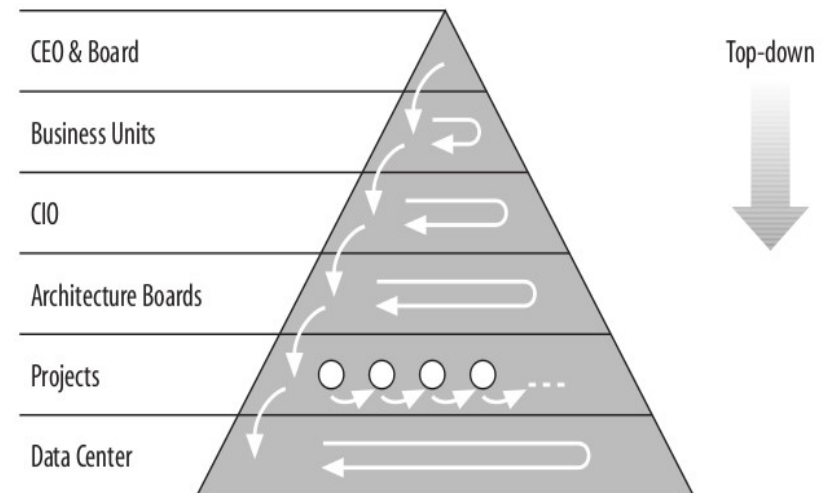 CEO & Board
Top-down
Business Units
CIO
Architecture Boards
Projects
Data Center